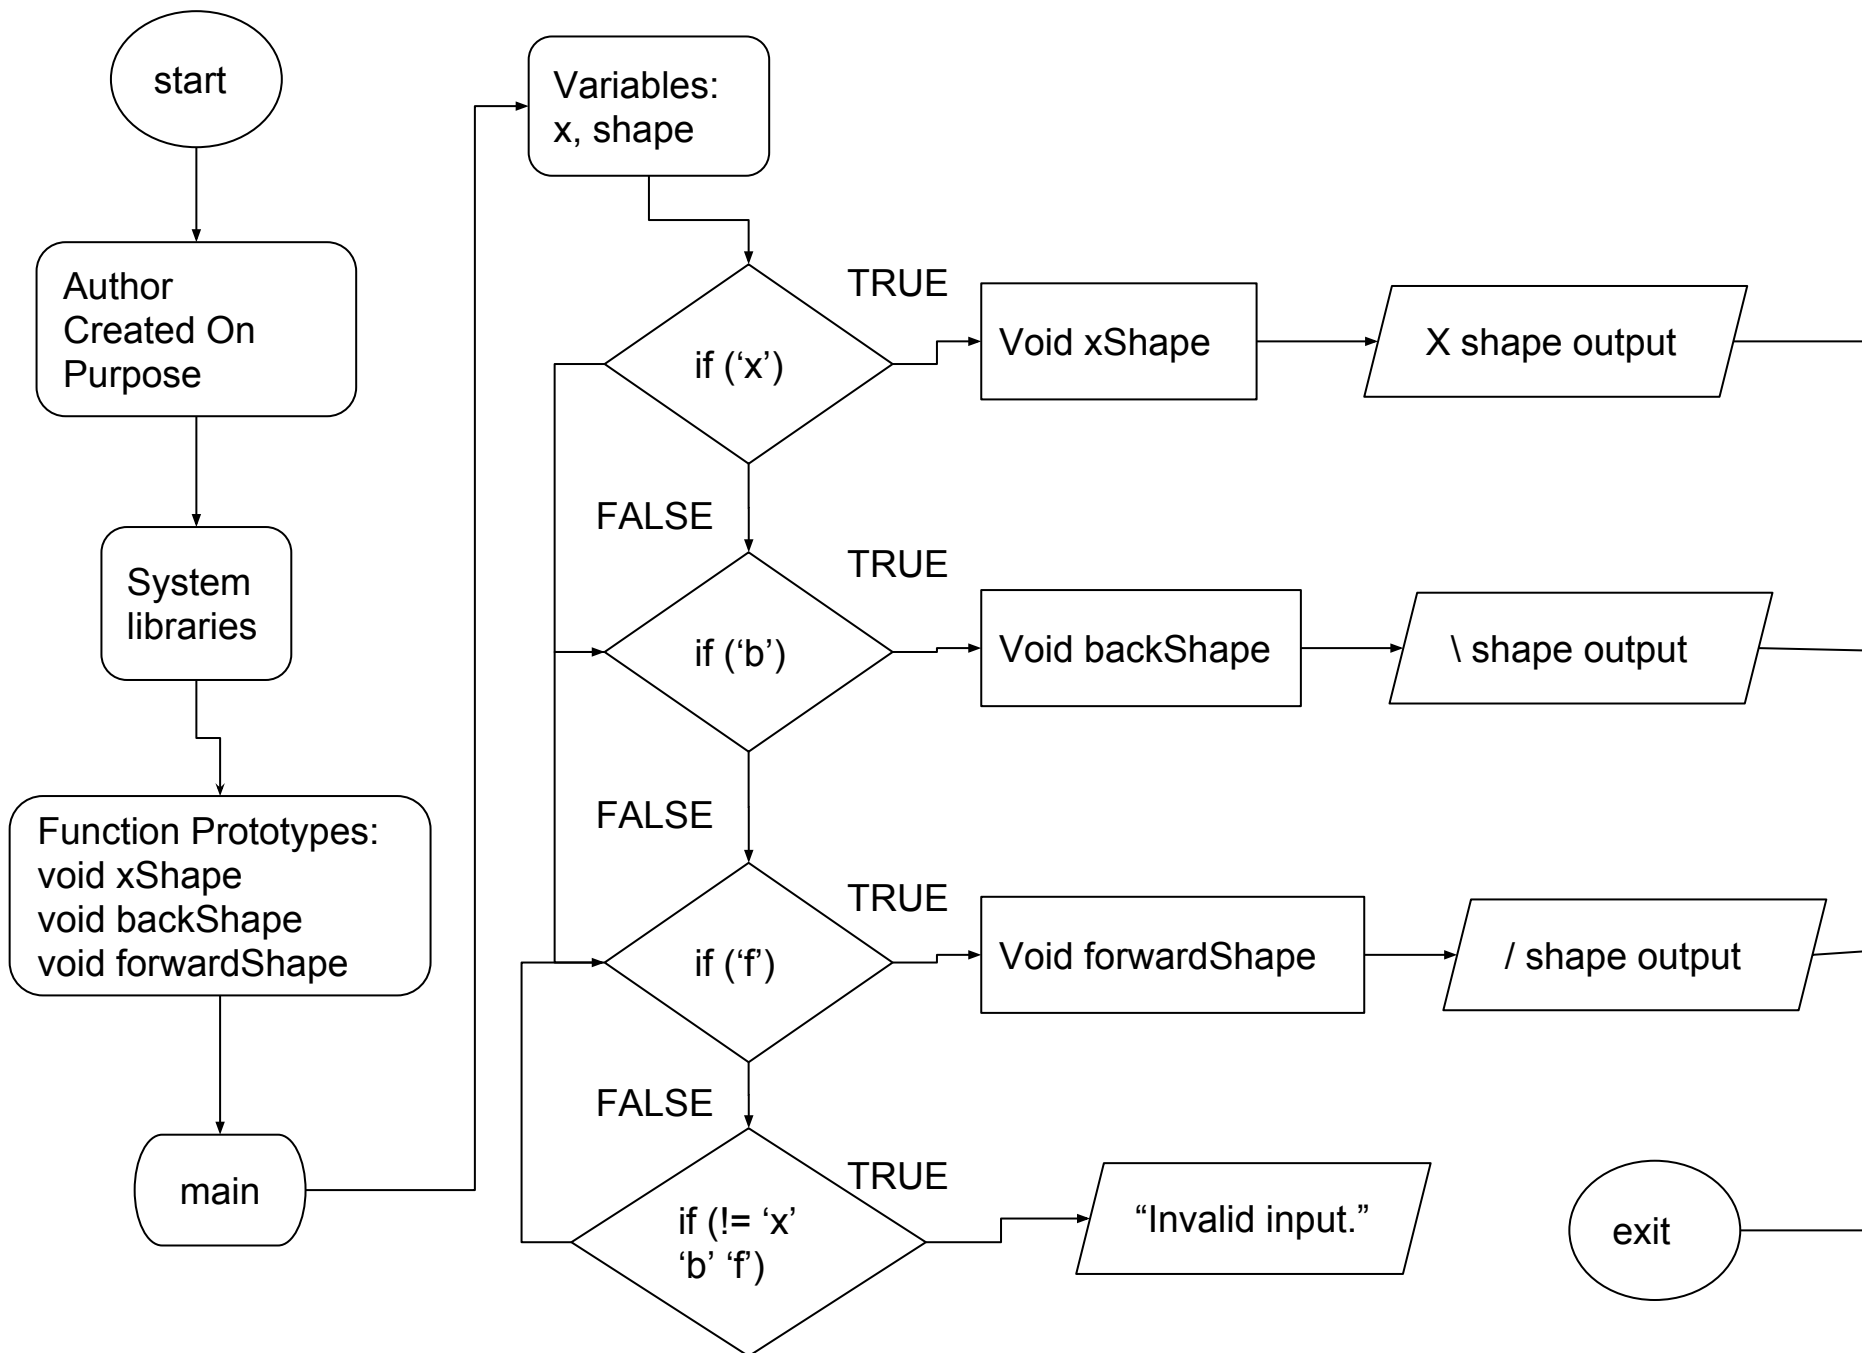 start
Author
Created On
Purpose
System
libraries
Function Prototypes:
void xShape
void backShape
void forwardShape
main
Variables:
x, shape
if (‘x’)
TRUE
Void xShape
X shape output
FALSE
if (‘b’)
TRUE
Void backShape
\ shape output
FALSE
if (‘f’)
TRUE
Void forwardShape
/ shape output
FALSE
if (!= ‘x’
‘b’ ‘f’)
TRUE
“Invalid input.”
exit